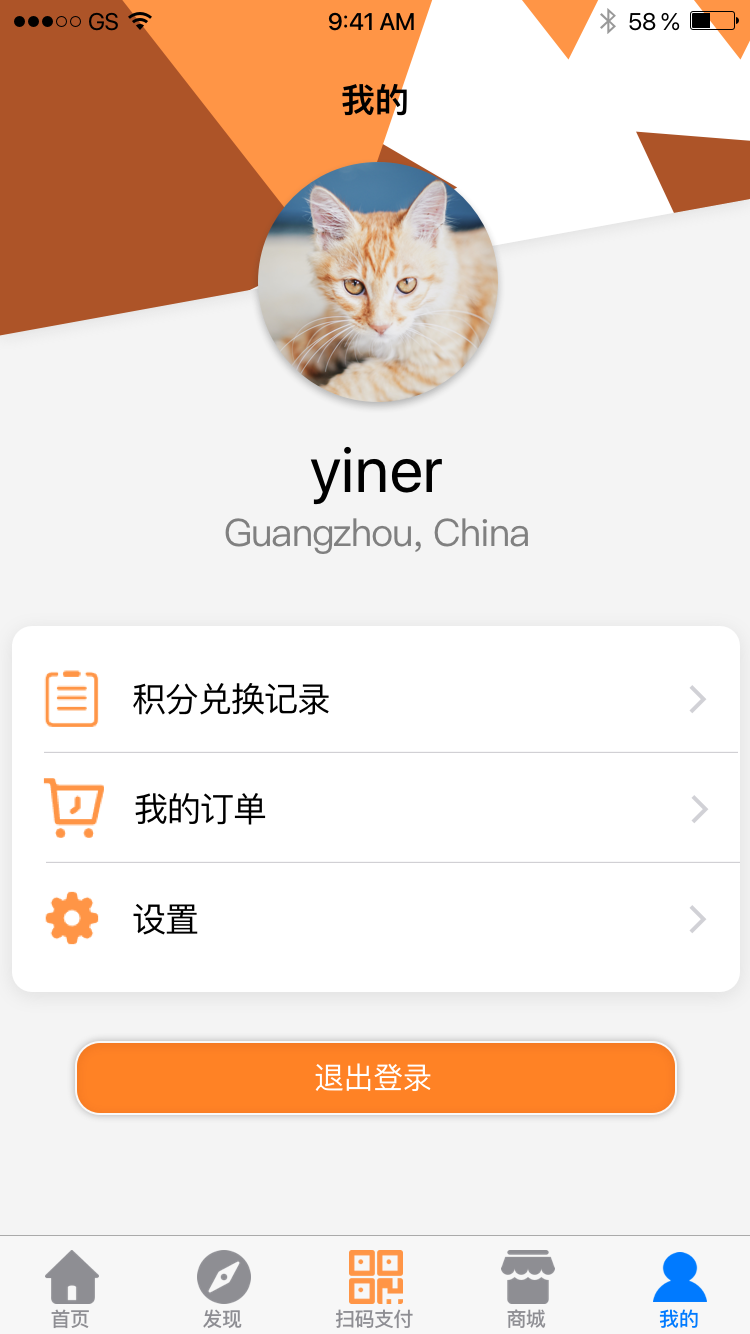 GS 9:41 AM 58 %
我的
yiner
Guangzhou, China
积分兑换记录
我的订单
设置
退出登录
首页 发现 扫码支付 商城 我的